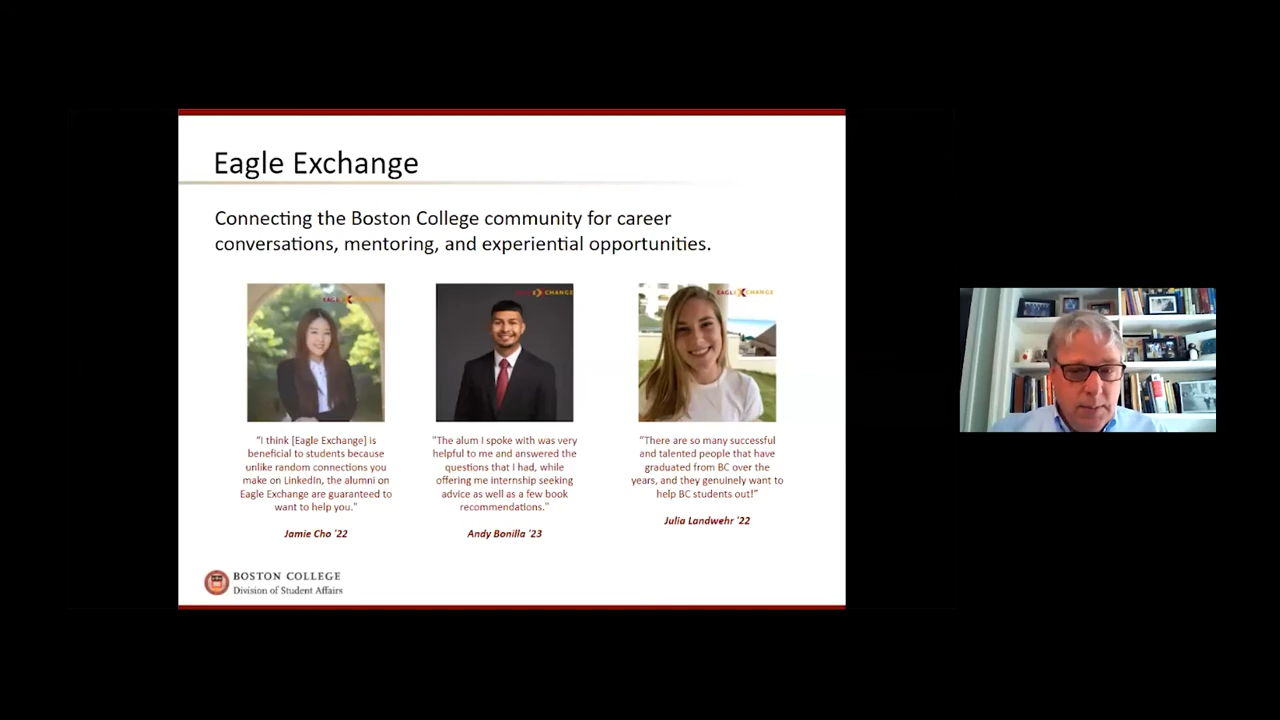 Eagle Exchange
Connecting the Boston College community for career
conversations, mentoring, and experiential opportunities.
EAGLE XCHANGE
EXCHANGE
EAGLEXCHANGE
“I think [Eagle Exchange] is
beneficial to students because
unlike random connections you
make on LinkedIn, the alumni on
Eagle Exchange are guaranteed to
want to help you."
Jamie Cho '22
"The alum I spoke with was very
helpful to me and answered the
questions that I had, while
offering me internship seeking
advice as well as a few book
recommendations."
Andy Bonilla '23
“There are so many successful
and talented people that have
graduated from BC over the
years, and they genuinely want to
help BC students out!”
Julia Landwehr '22
BOSTON COLLEGE
Division of Student Affairs